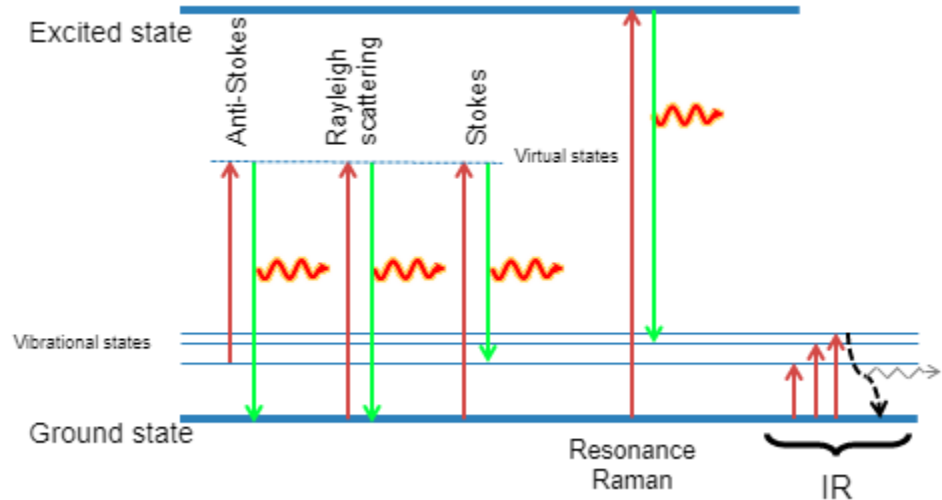 Excited state
Anti-Stokes
Rayleigh
scattering
Stokes
Virtual states
Vibrational states
Ground state
Resonance
Raman
IR